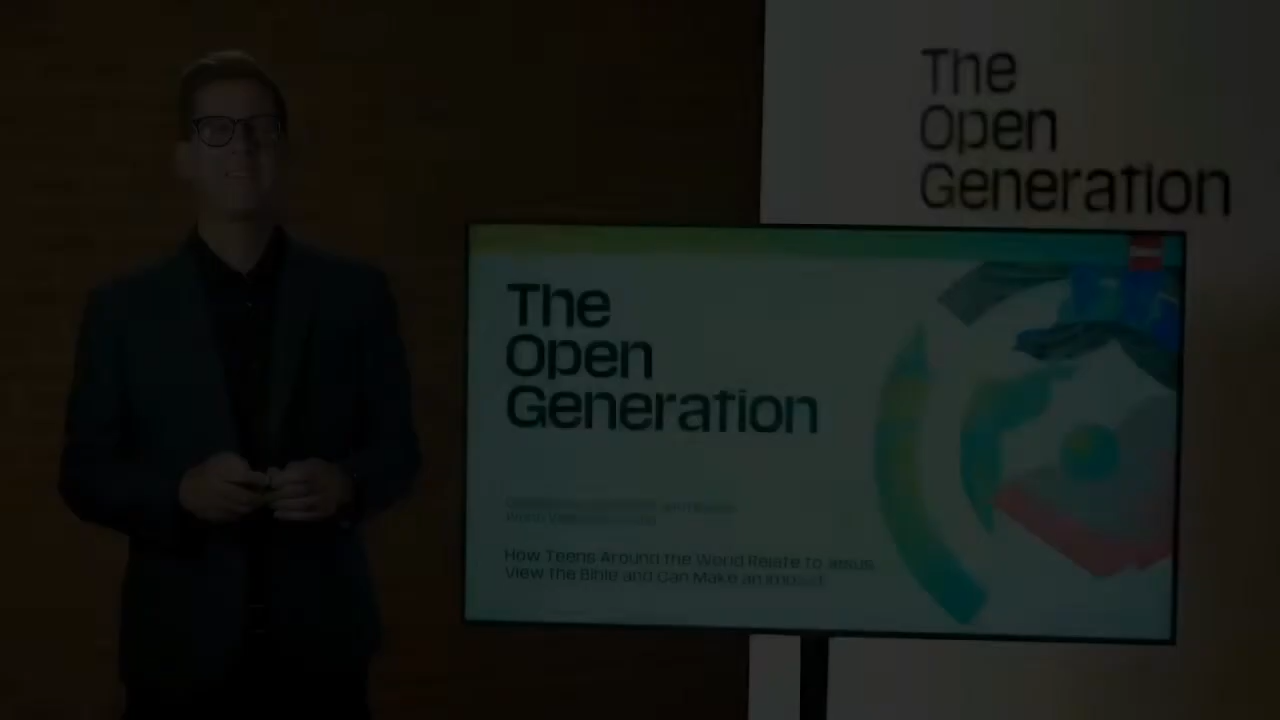 The
Open
Generation
The
Open
Generation
How Teens Around the World Relate to Jesus
View the Bible and Can Make an Impact